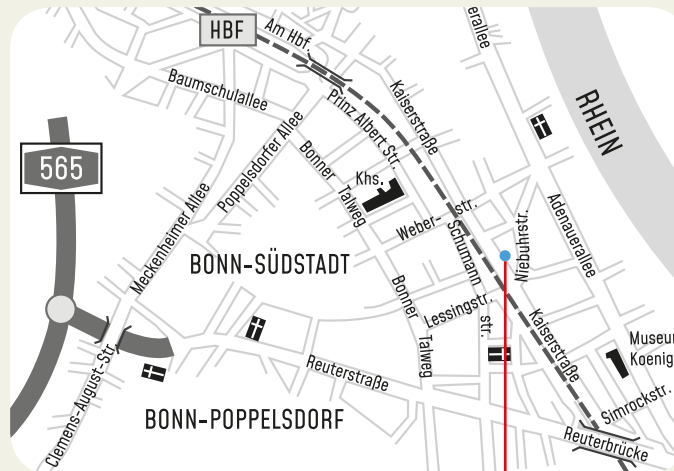 HBF
Am Hbf.
erallee
Baumschulallee
Kaiserstraße
RHEIN
565
Prinz Albert Str.
Poppelsdorfer Allee
Bonner
Talweg
Khs.
Meckenheimer Allee
Weber-
str.
Niebuhrstr.
Adenauerallee
BONN-SÜDSTADT
Schumann
str.
Bonner
Talweg
Lessingstr.
Kaiserstraße
Museum
Koenig
Reuterstraße
Clemens-August-Str.
BONN-POPPELSDORF
Simrockstr.
Reuterbrücke